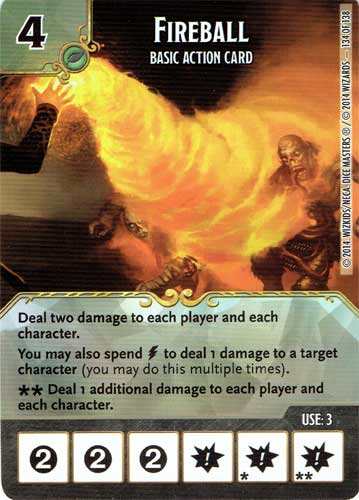 4
FIREBALL
BASIC ACTION CARD
© 2014 WIZKIDS/NECA. DICE MASTERS ® / © 2014 WIZARDS — 134 OF 138
Deal two damage to each player and each
character.
You may also spend to deal 1 damage to a target
character (you may do this multiple times).
** Deal 1 additional damage to each player and
each character.
USE: 3
2 2 2 ! ! !
* **